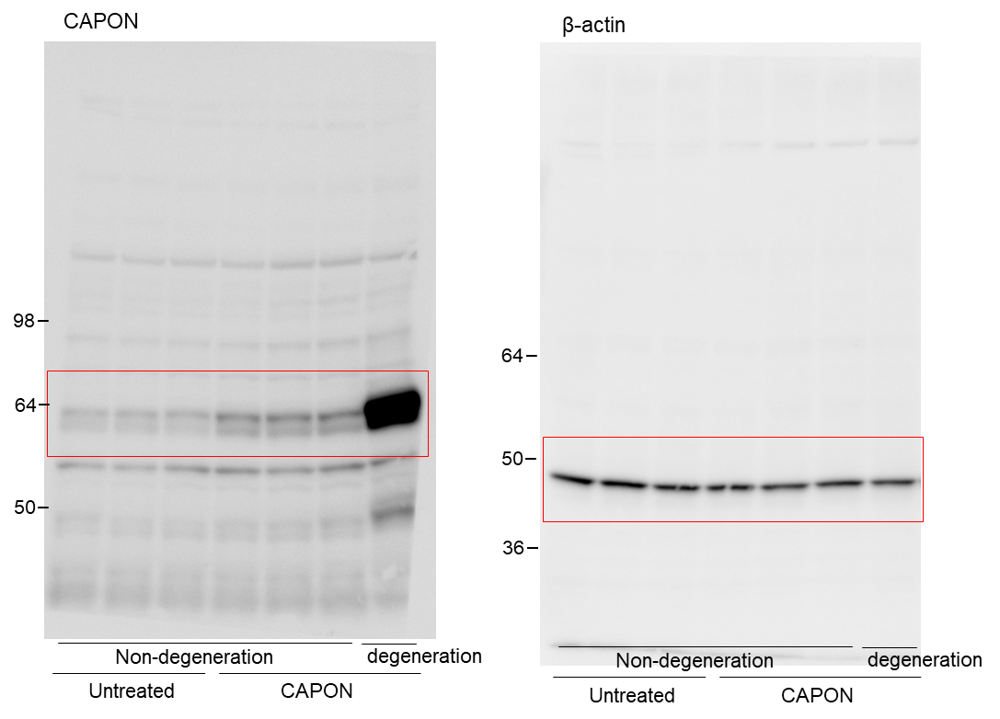 CAPON
98
64
50
Non-degeneration
degeneration
Untreated
CAPON
β-actin
64
50
36
Non-degeneration
degeneration
Untreated
CAPON